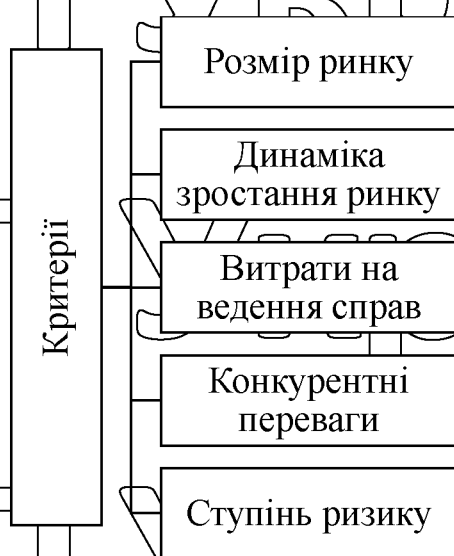 Критерії
Розмір ринку
Динаміка
зростання ринку
Витрати на
ведення справ
Конкурентні
переваги
Ступінь ризику